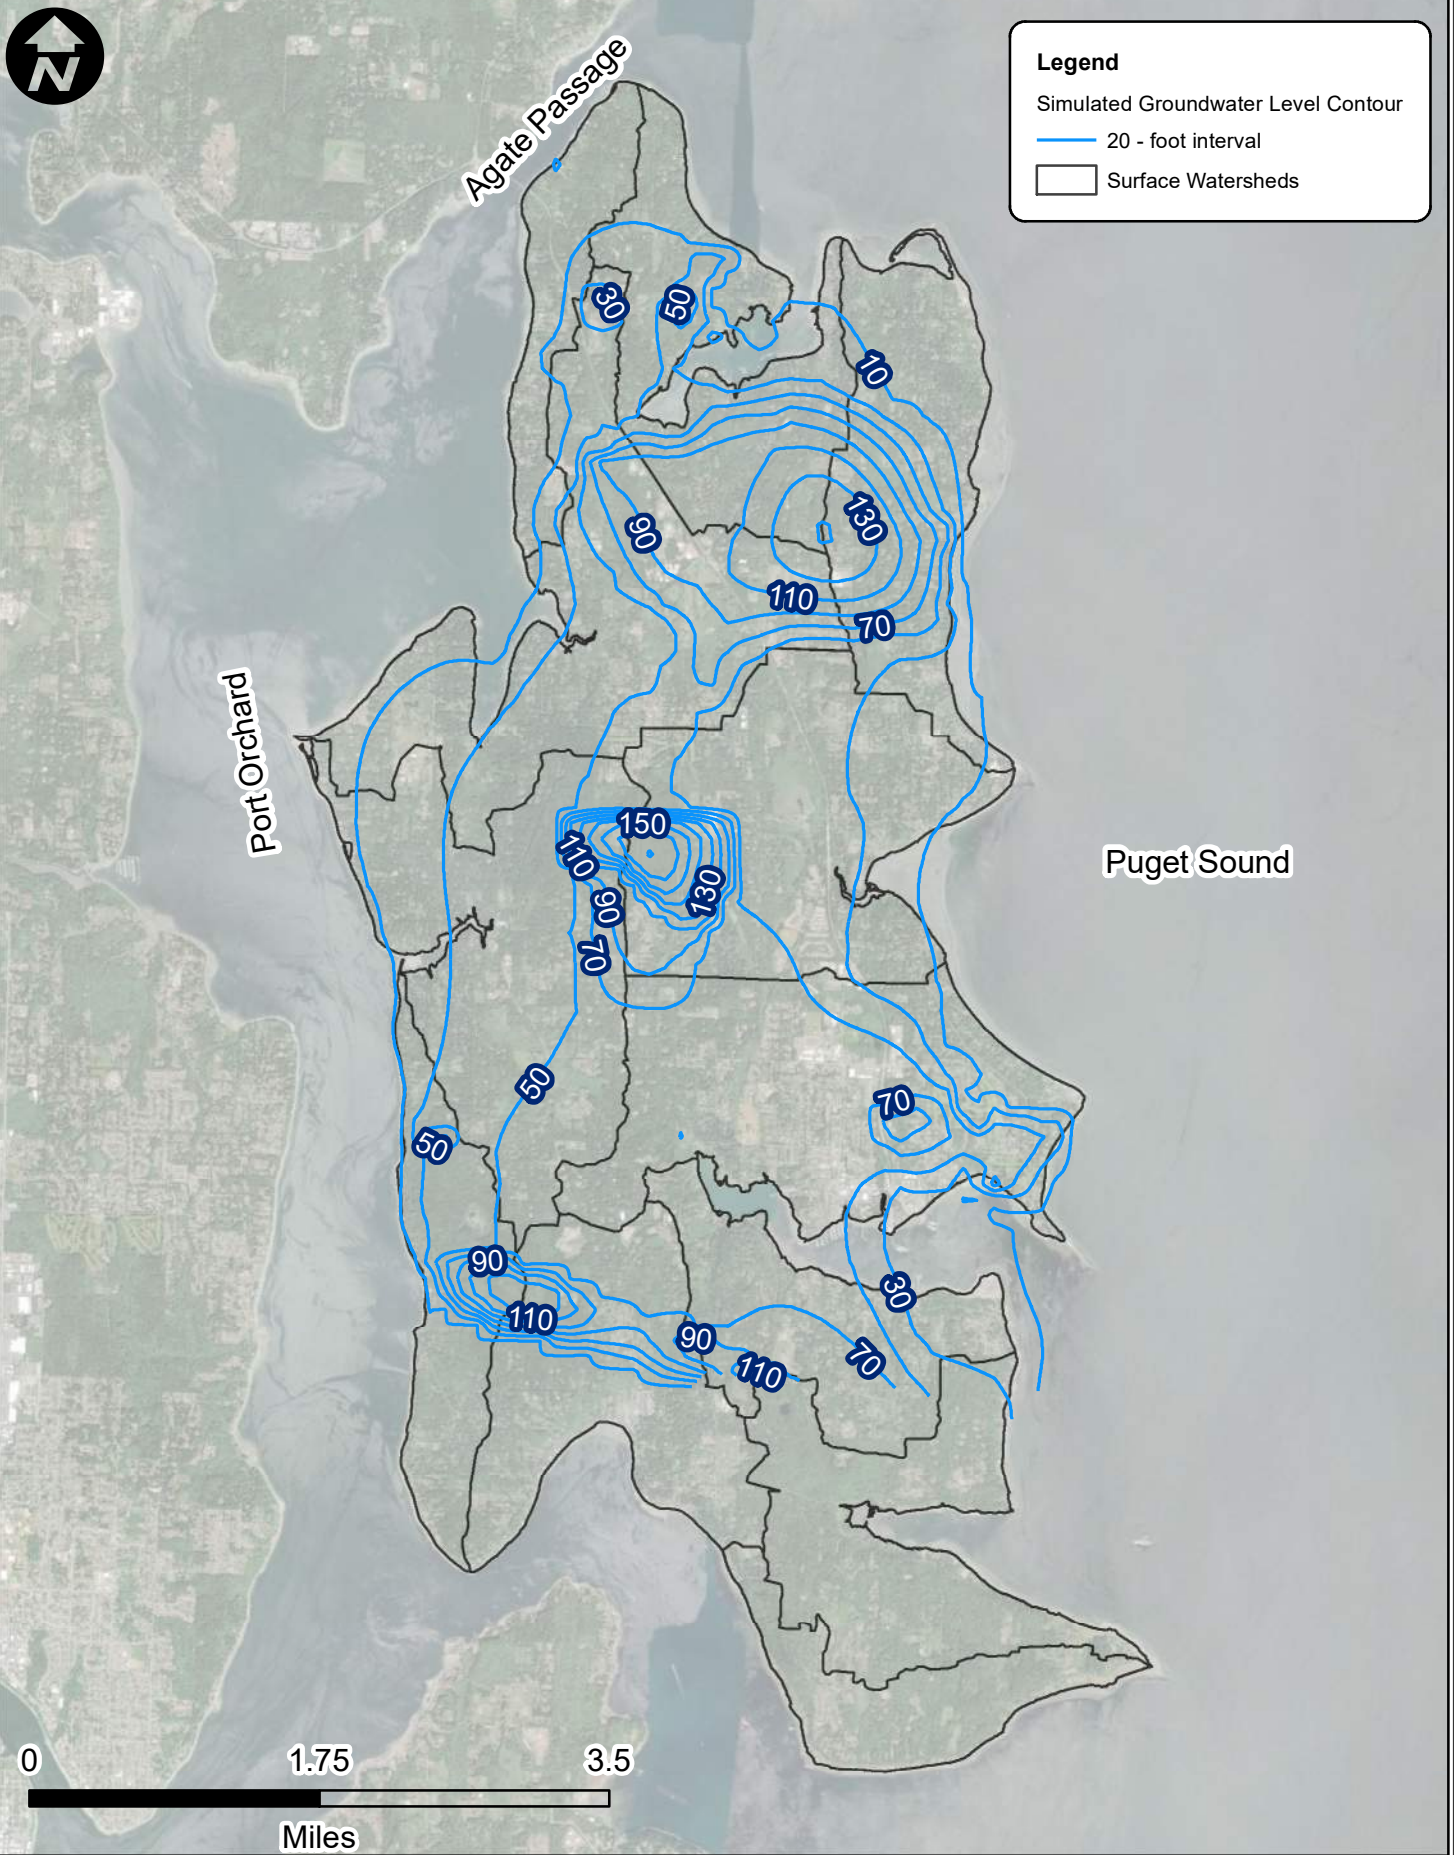 N
Legend
Simulated Groundwater Level Contour
20 - foot interval
Surface Watersheds
Agate Passage
30
50
10
130
90
110
70
Port Orchard
150
110
130
90
70
Puget Sound
50
70
50
90
30
110
90
70
110
0
1.75
3.5
Miles